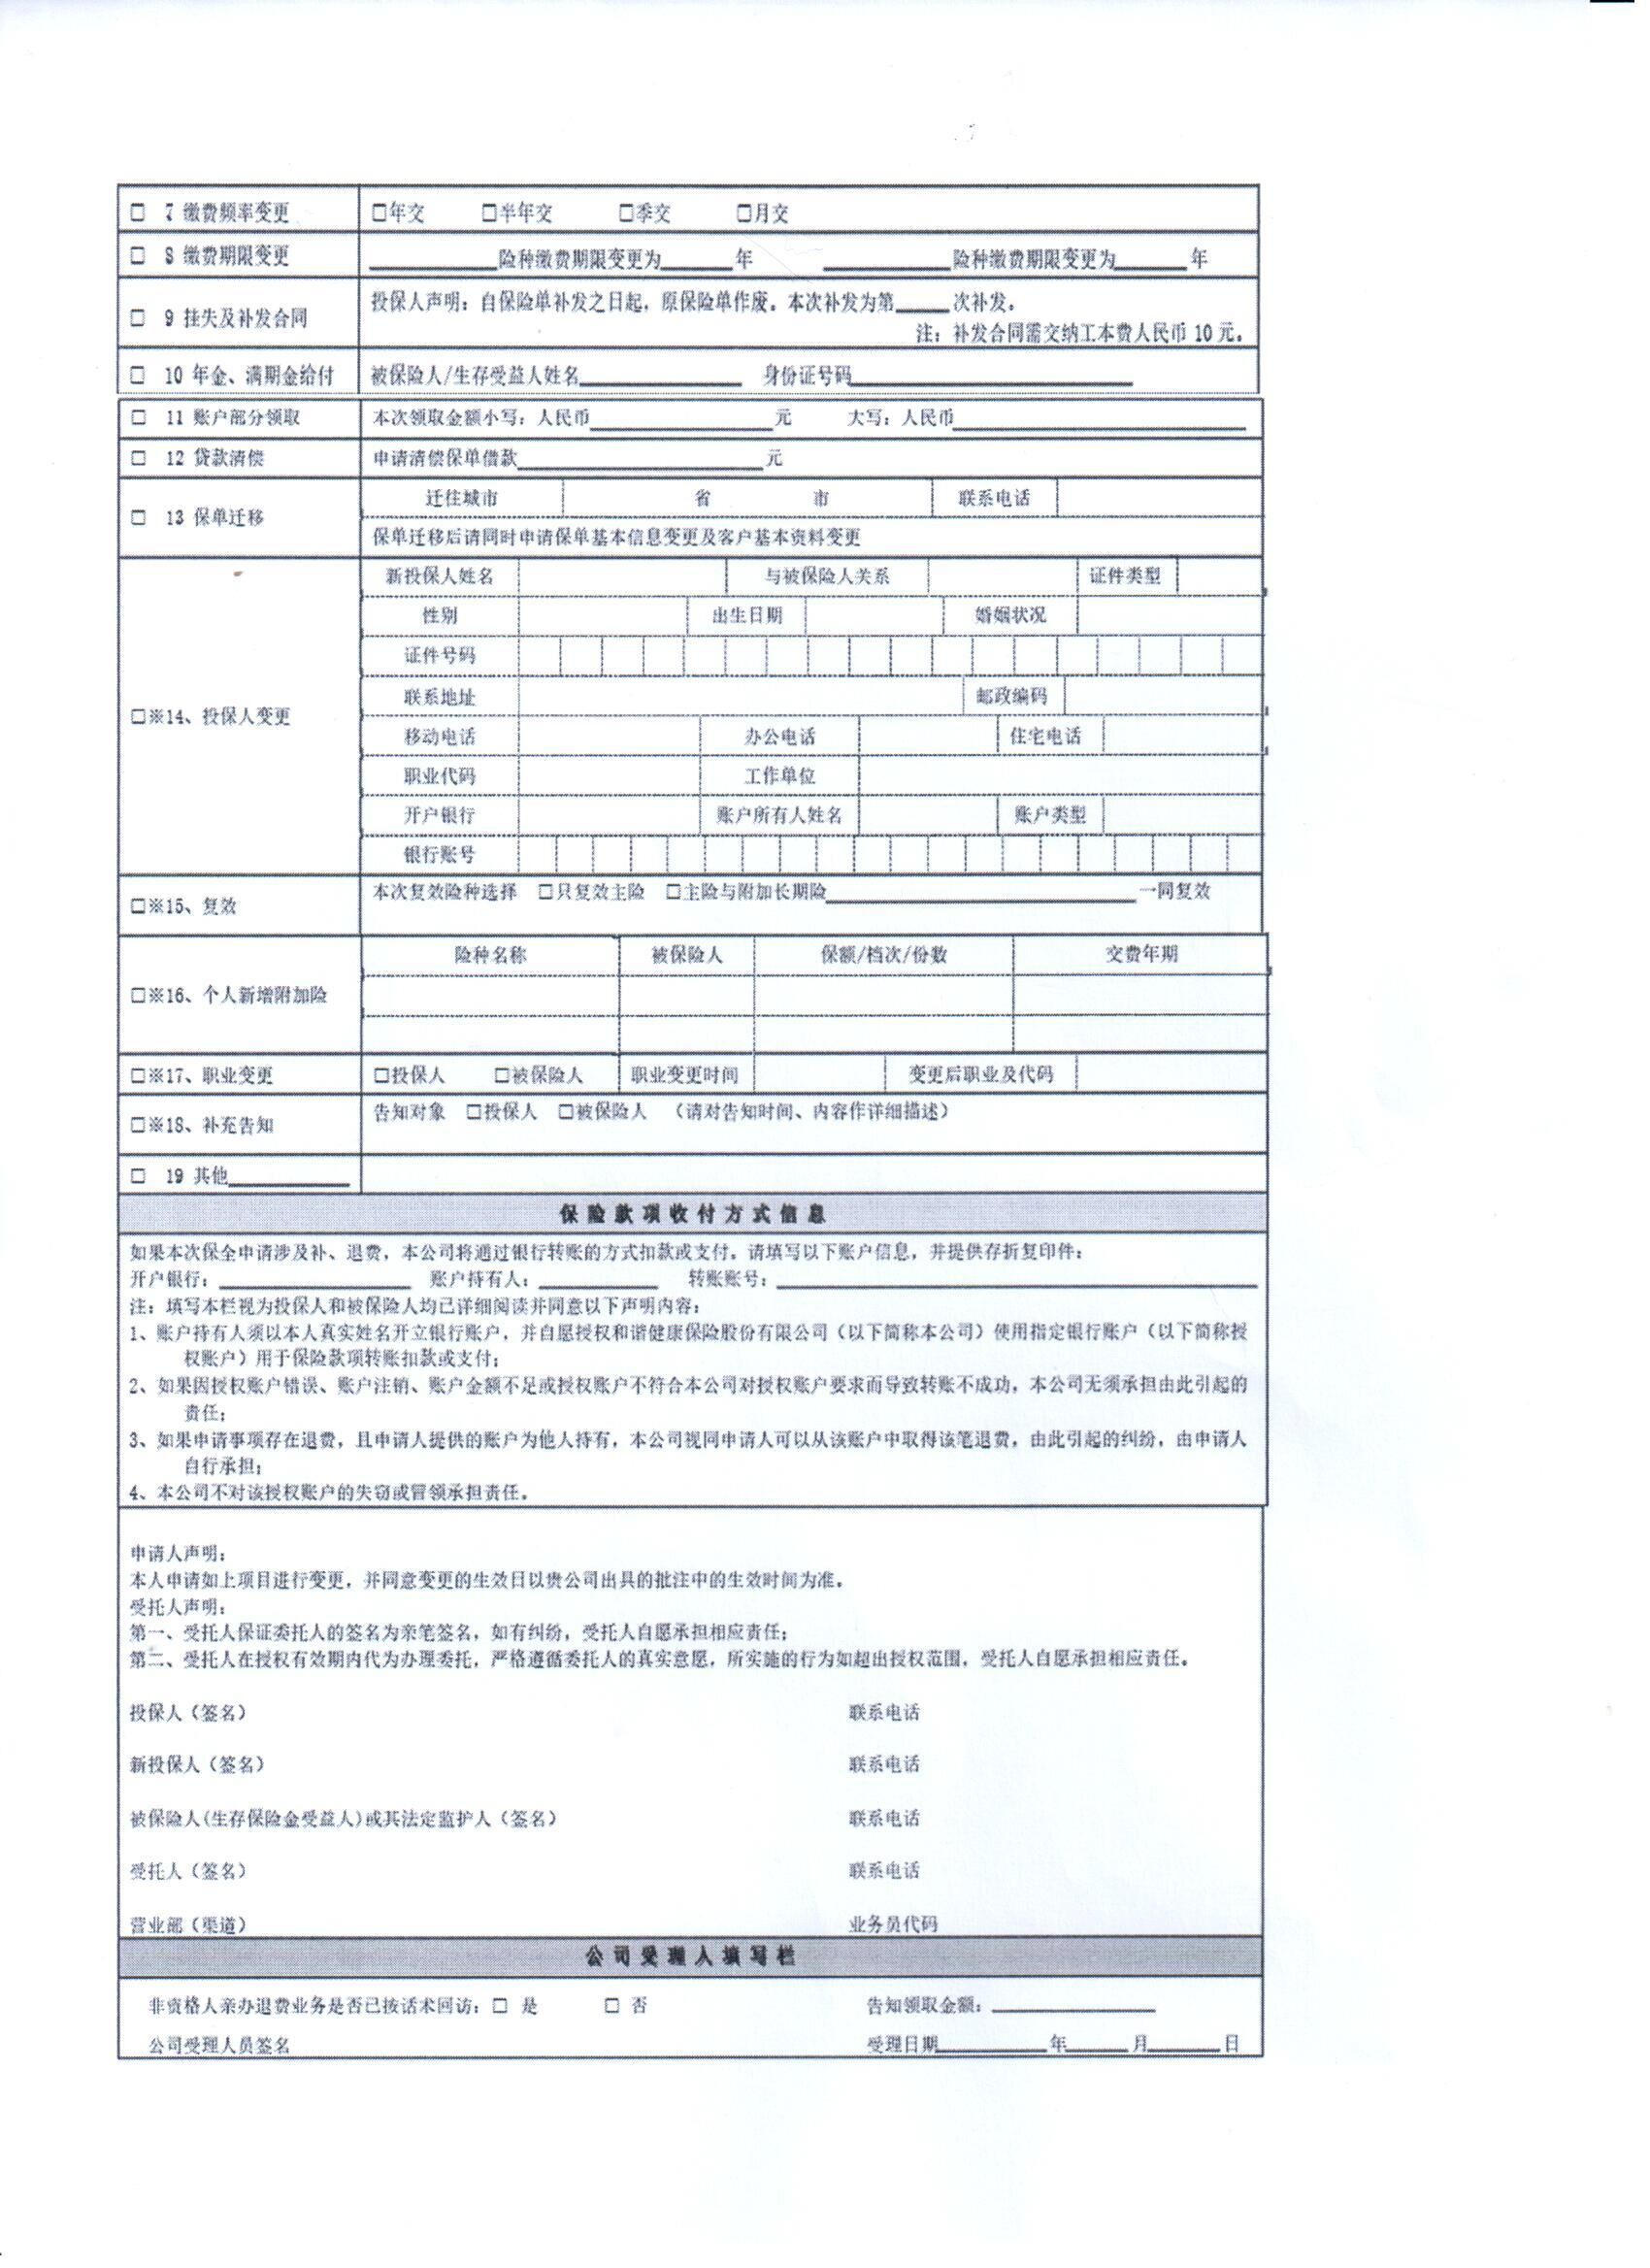 □ 7 缴费频率变更 □年交 □半年交 □季交 □月交
□ 8 缴费期限变更 ______险种缴费期限变更为______年 ______险种缴费期限变更为______年
□ 9 挂失及补发合同 投保人声明：自保险单补发之日起，原保险单作废。本次补发为第______次补发。
注：补发合同需交纳工本费人民币 10 元。
□ 10 年金、满期金给付 被保险人/生存受益人姓名______ 身份证号码______
□ 11 账户部分领取 本次领取金额小写：人民币______元 大写：人民币______
□ 12 贷款清偿 申请清偿保单借款______元
□ 13 保单迁移 迁往城市 省 市 联系电话
保单迁移后请同时申请保单基本信息变更及客户基本资料变更
□※14、投保人变更 新投保人姓名 与被保险人关系 证件类型
性别 出生日期 婚姻状况
证件号码
联系地址 邮政编码
移动电话 办公电话 住宅电话
职业代码 工作单位
开户银行 账户所有人姓名 账户类型
银行账号
□※15、复效 本次复效险种选择 □只复效主险 □主险与附加长期险______一同复效
□※16、个人新增附加险 险种名称 被保险人 保额/档次/份数 交费年期
□※17、职业变更 □投保人 □被保险人 职业变更时间 变更后职业及代码
□※18、补充告知 告知对象 □投保人 □被保险人 （请对告知时间、内容作详细描述）
□ 19 其他______
保险款项收付方式信息
如果本次保全申请涉及补、退费，本公司将通过银行转账的方式扣款或支付。请填写以下账户信息，并提供存折复印件：
开户银行：______ 账户持有人：______ 转账账号：______
注：填写本栏视为投保人和被保险人均已详细阅读并同意以下声明内容：
1、账户持有人须以本人真实姓名开立银行账户，并自愿授权和谐健康保险股份有限公司（以下简称本公司）使用指定银行账户（以下简称授
权账户）用于保险款项转账扣款或支付；
2、如果因授权账户错误、账户注销、账户金额不足或授权账户不符合本公司对授权账户要求而导致转账不成功，本公司无须承担由此引起的
责任；
3、如果申请事项存在退费，且申请人提供的账户为他人持有，本公司视同申请人可以从该账户中取得该笔退费，由此引起的纠纷，由申请人
自行承担；
4、本公司不对该授权账户的失窃或冒领承担责任。
申请人声明：
本人申请如上项目进行变更，并同意变更的生效日以贵公司出具的批注中的生效时间为准。
受托人声明：
第一、受托人保证委托人的签名为亲笔签名，如有纠纷，受托人自愿承担相应责任；
第二、受托人在授权有效期内代为办理委托，严格遵循委托人的真实意愿，所实施的行为如超出授权范围，受托人自愿承担相应责任。
投保人（签名） 联系电话
新投保人（签名） 联系电话
被保险人(生存保险金受益人)或其法定监护人（签名） 联系电话
受托人（签名） 联系电话
营业部（渠道） 业务员代码
公司受理人填写栏
非资格人亲办退费业务是否已按话术回访：□ 是 □ 否 告知领取金额：______
公司受理人员签名 受理日期______年______月______日